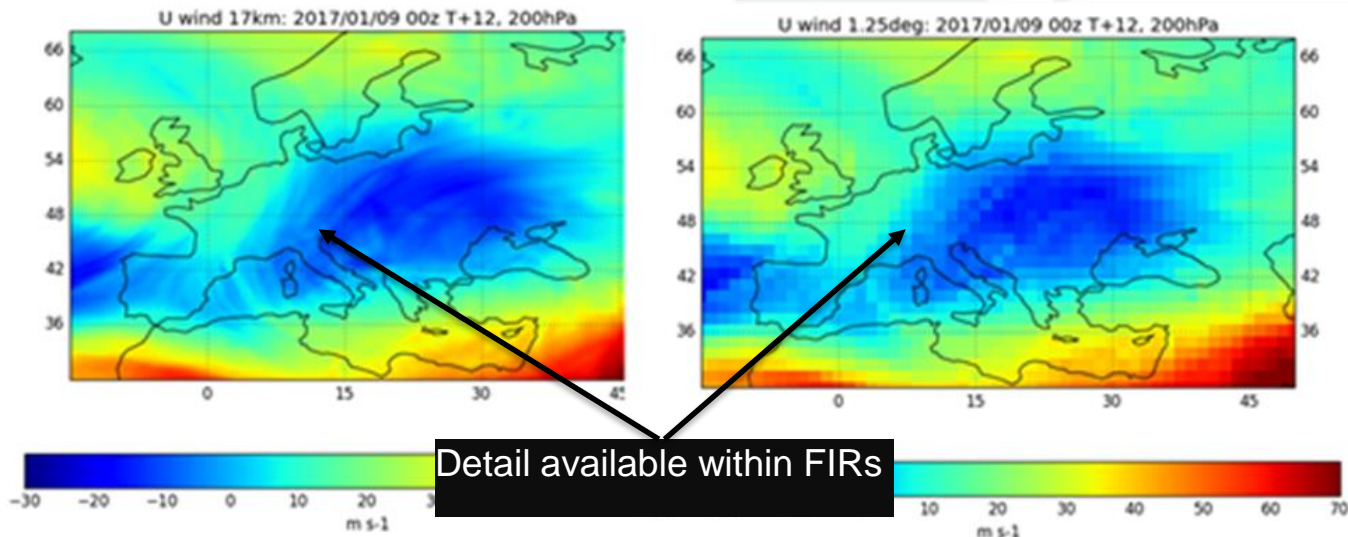 U wind 17km: 2017/01/09 00z T+12, 200hPa
66
60
54
48
42
36
0 15 30
U wind 1.25deg: 2017/01/09 00z T+12, 200hPa
66 66
60 60
54 54
48 48
42 42
36 36
0 15 30 45
Detail available within FIRs
−30 −20 −10 0 10 20
m s-1
10 20 30 40 50 60 70
m s-1